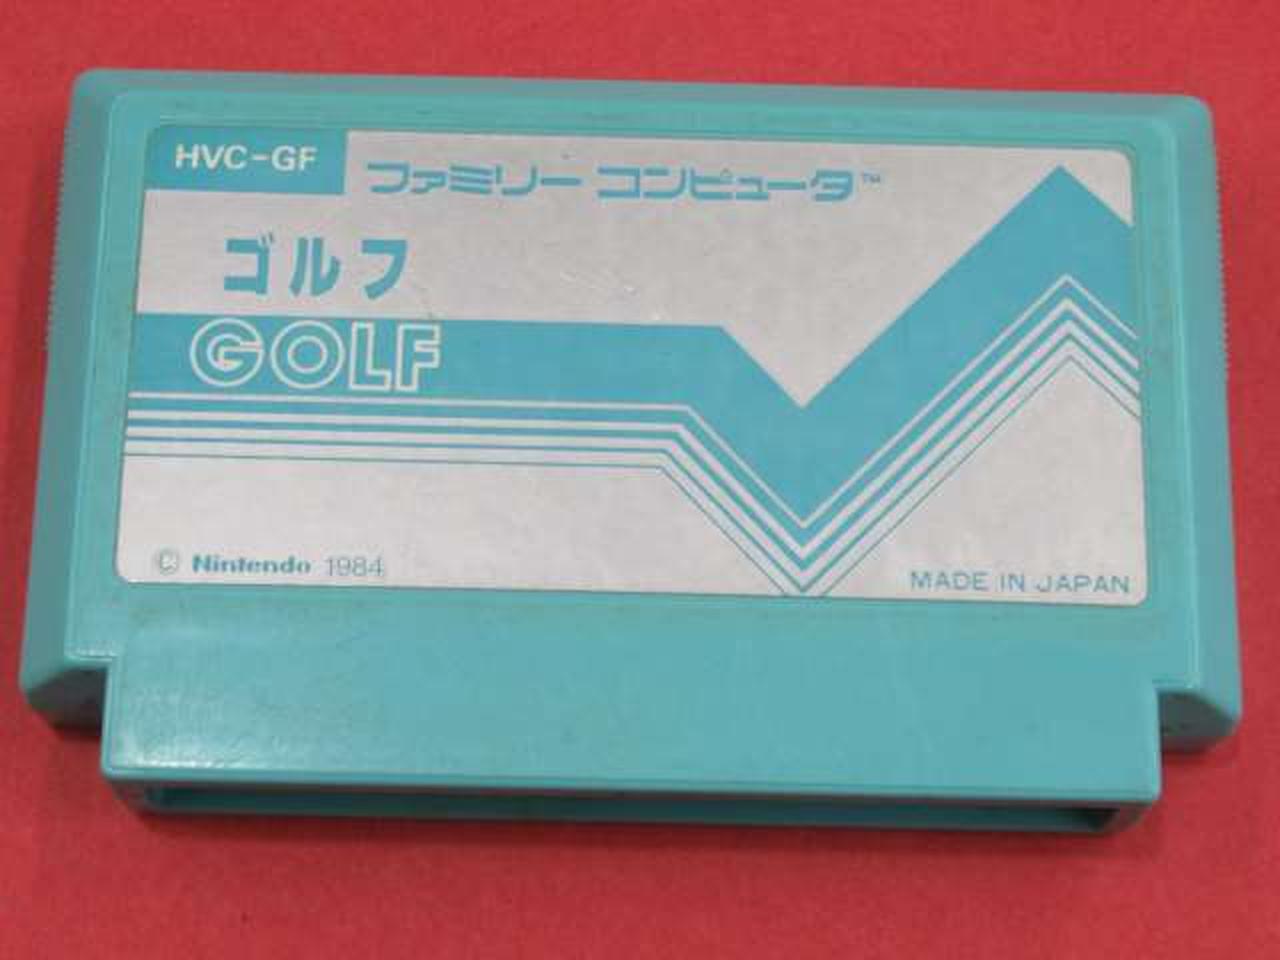 HVC-GF
ファミリー コンピュータ™
ゴルフ
GOLF
© Nintendo 1984
MADE IN JAPAN